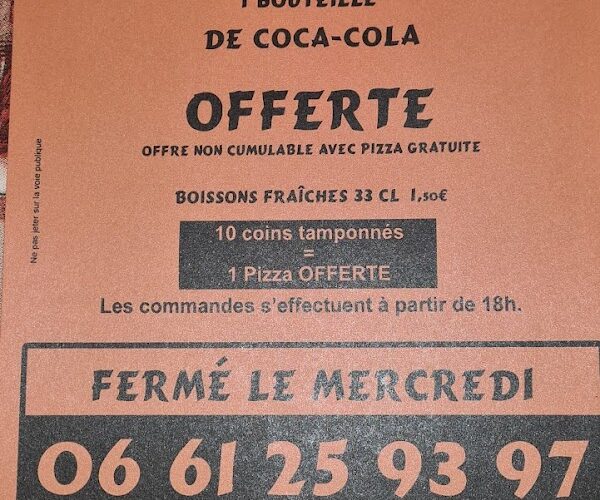 1 BOUTEILLE
DE COCA-COLA
OFFERTE
OFFRE NON CUMULABLE AVEC PIZZA GRATUITE
BOISSONS FRAÎCHES 33 CL 1,50€
10 coins tamponnés
=
1 Pizza OFFERTE
Les commandes s'effectuent à partir de 18h.
FERMÉ LE MERCREDI
06 61 25 93 97
Ne pas jeter sur la voie publique